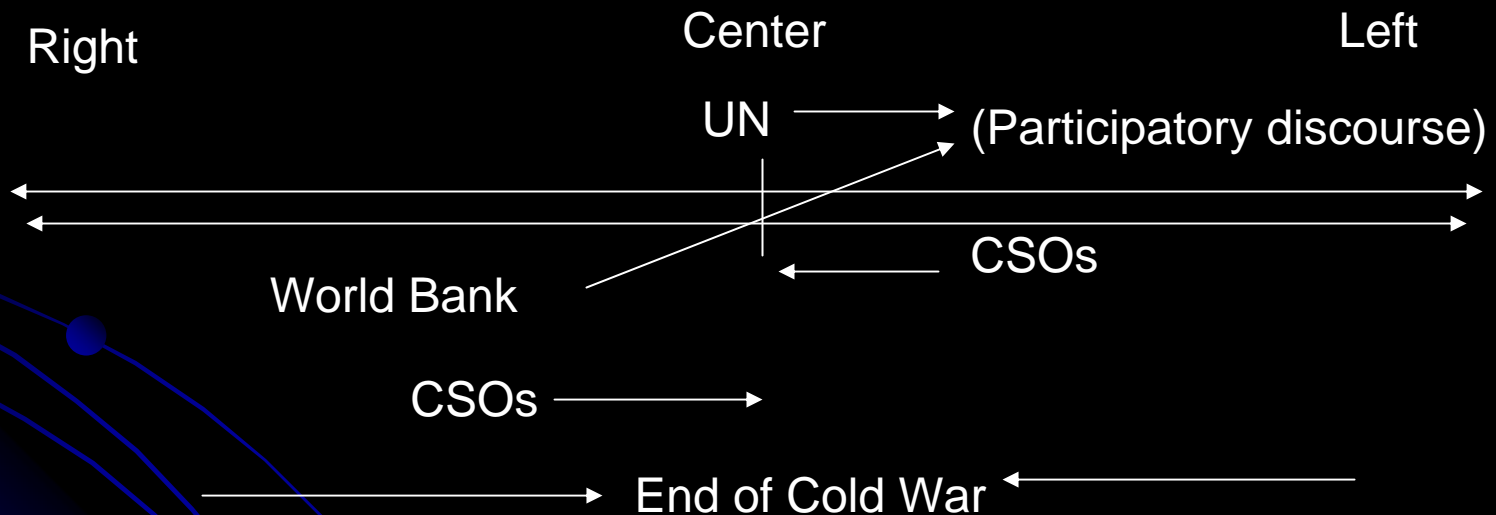 Right
Center
Left
UN
(Participatory discourse)
CSOs
World Bank
CSOs
End of Cold War